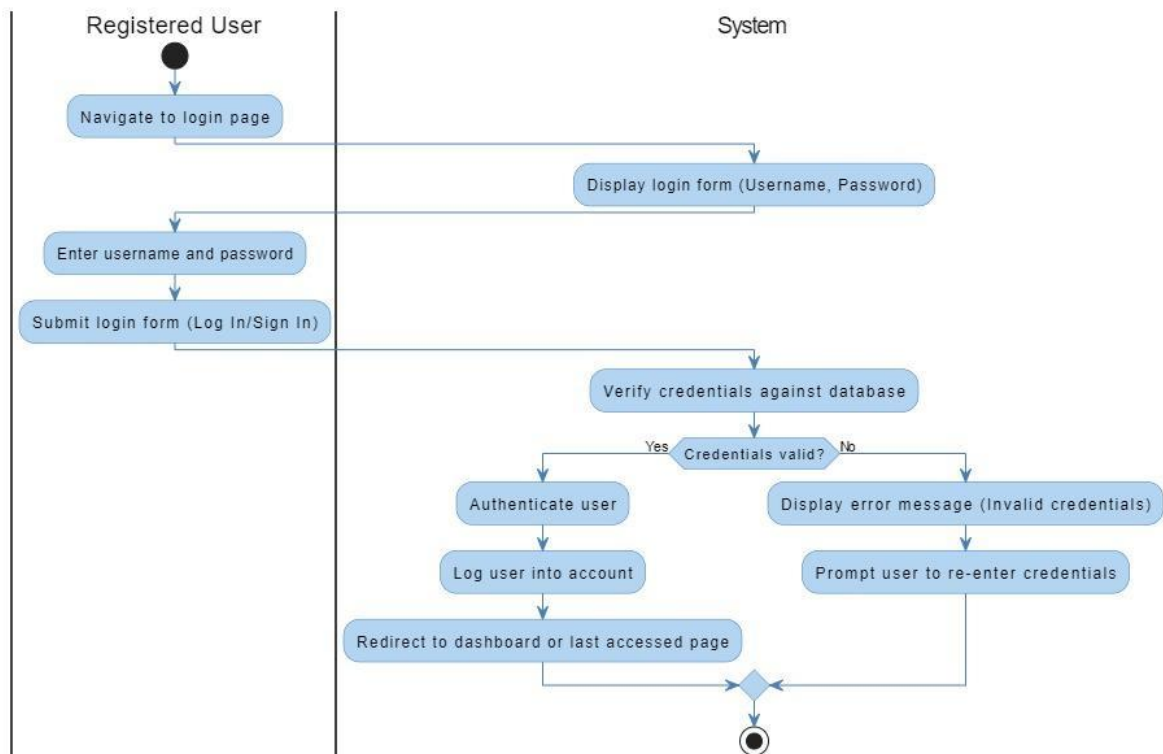 Registered User
System
Navigate to login page
Display login form (Username, Password)
Enter username and password
Submit login form (Log In/Sign In)
Verify credentials against database
Yes
Credentials valid?
No
Authenticate user
Display error message (Invalid credentials)
Log user into account
Prompt user to re-enter credentials
Redirect to dashboard or last accessed page